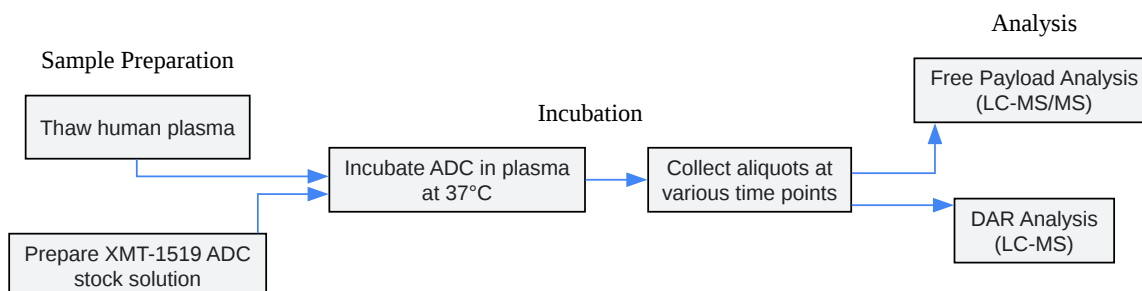 Sample Preparation
Thaw human plasma
Prepare XMT-1519 ADC
stock solution
Incubation
Incubate ADC in plasma
at 37°C
Collect aliquots at
various time points
Analysis
Free Payload Analysis
(LC-MS/MS)
DAR Analysis
(LC-MS)